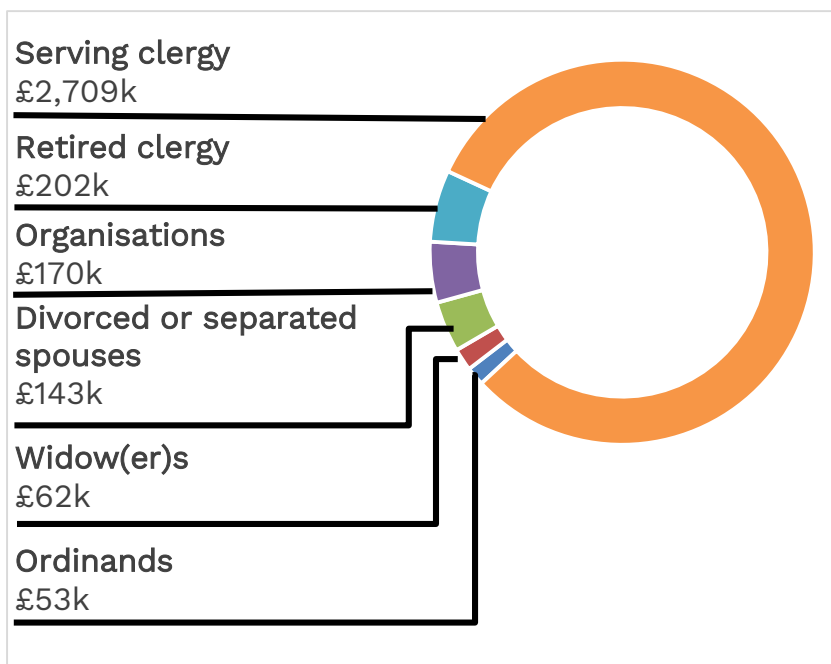 Serving clergy
£2,709k
Retired clergy
£202k
Organisations
£170k
Divorced or separated
spouses
£143k
Widow(er)s
£62k
Ordinands
£53k